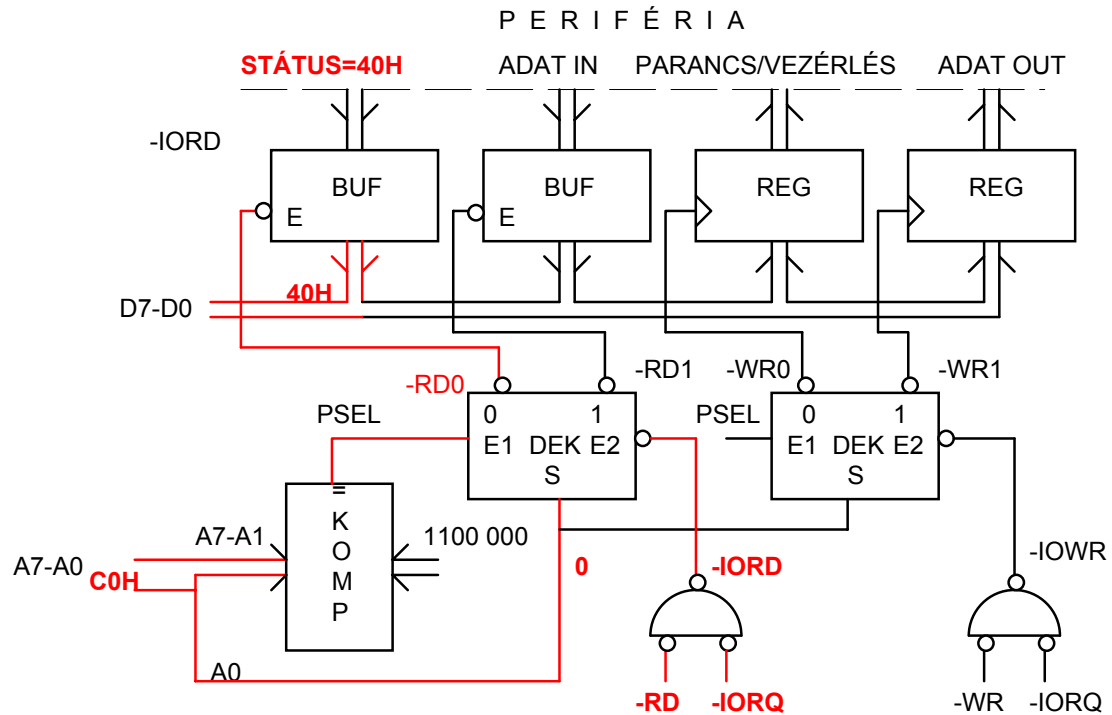 P E R I F É R I A
STÁTUS=40H ADAT IN PARANCS/VEZÉRLÉS ADAT OUT
-IORD
BUF BUF REG REG
E E
40H
D7-D0
-RD0 -RD1 -WR0 -WR1
0 1 0 1
PSEL PSEL
E1 DEK E2 E1 DEK E2
S S
=
K
O
M
P
A7-A1 1100 000
A7-A0
C0H
0 -IORD -IOWR
A0
-RD -IORQ -WR -IORQ